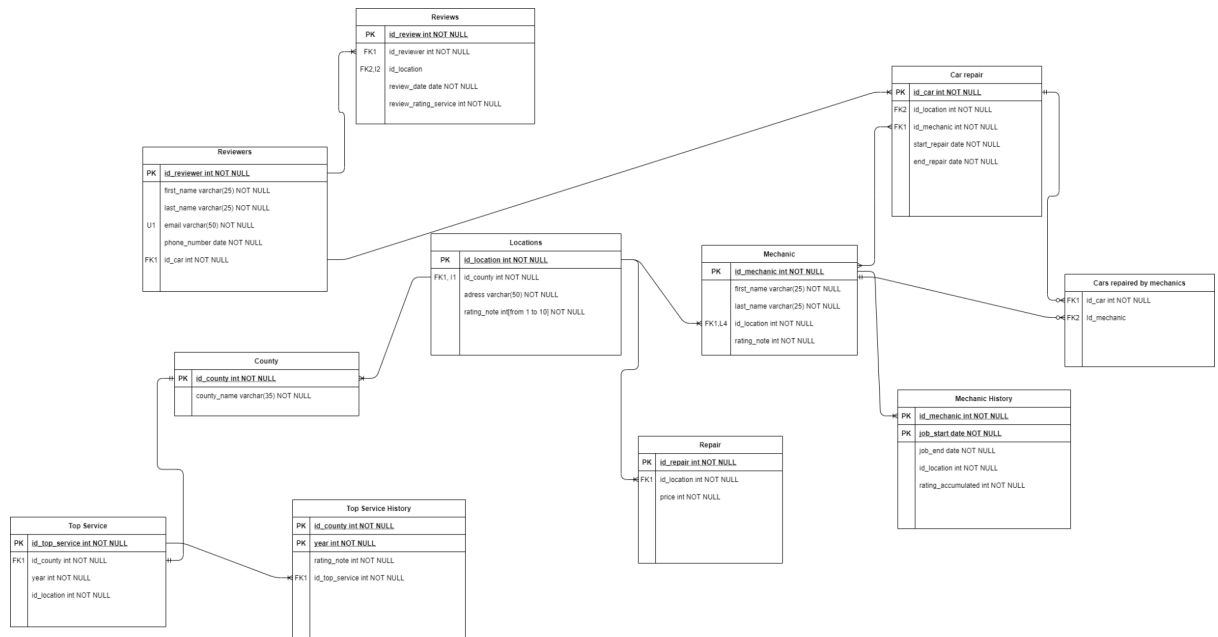 Reviews
PK id_review int NOT NULL
FK1 id_reviewer int NOT NULL
FK2,I2 id_location
review_date date NOT NULL
review_rating_service int NOT NULL
Car repair
PK id_car int NOT NULL
FK2 id_location int NOT NULL
FK1 id_mechanic int NOT NULL
start_repair date NOT NULL
end_repair date NOT NULL
Reviewers
PK id_reviewer int NOT NULL
first_name varchar(25) NOT NULL
last_name varchar(25) NOT NULL
U1 email varchar(50) NOT NULL
phone_number date NOT NULL
FK1 id_car int NOT NULL
Locations
PK id_location int NOT NULL
FK1, I1 id_county int NOT NULL
adress varchar(50) NOT NULL
rating_note int[from 1 to 10] NOT NULL
Mechanic
PK id_mechanic int NOT NULL
first_name varchar(25) NOT NULL
last_name varchar(25) NOT NULL
FK1,L4 id_location int NOT NULL
rating_note int NOT NULL
Cars repaired by mechanics
FK1 id_car int NOT NULL
FK2 Id_mechanic
County
PK id_county int NOT NULL
county_name varchar(35) NOT NULL
Mechanic History
PK id_mechanic int NOT NULL
PK job_start date NOT NULL
job_end date NOT NULL
id_location int NOT NULL
rating_accumulated int NOT NULL
Repair
PK id_repair int NOT NULL
FK1 id_location int NOT NULL
price int NOT NULL
Top Service
PK id_top_service int NOT NULL
FK1 id_county int NOT NULL
year int NOT NULL
id_location int NOT NULL
Top Service History
PK id_county int NOT NULL
PK year int NOT NULL
rating_note int NOT NULL
FK1 id_top_service int NOT NULL